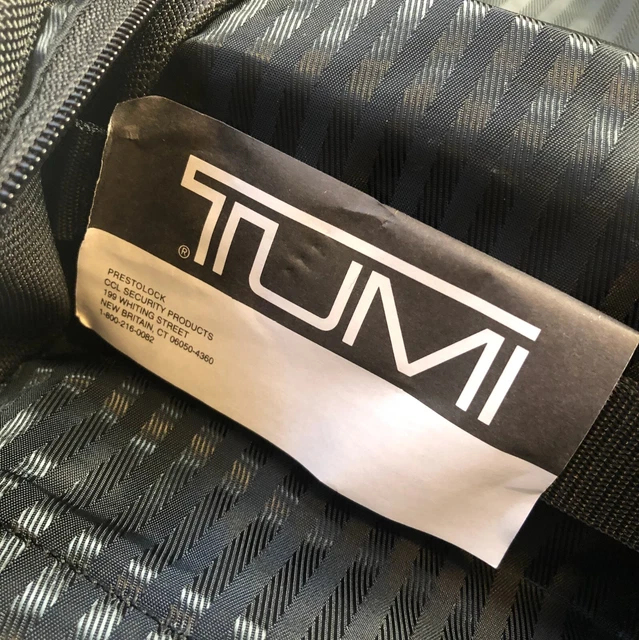 TUMI
®
PRESTOLOCK
CCL SECURITY PRODUCTS
199 WHITING STREET
NEW BRITAIN, CT 06050-4360
1-800-216-0082